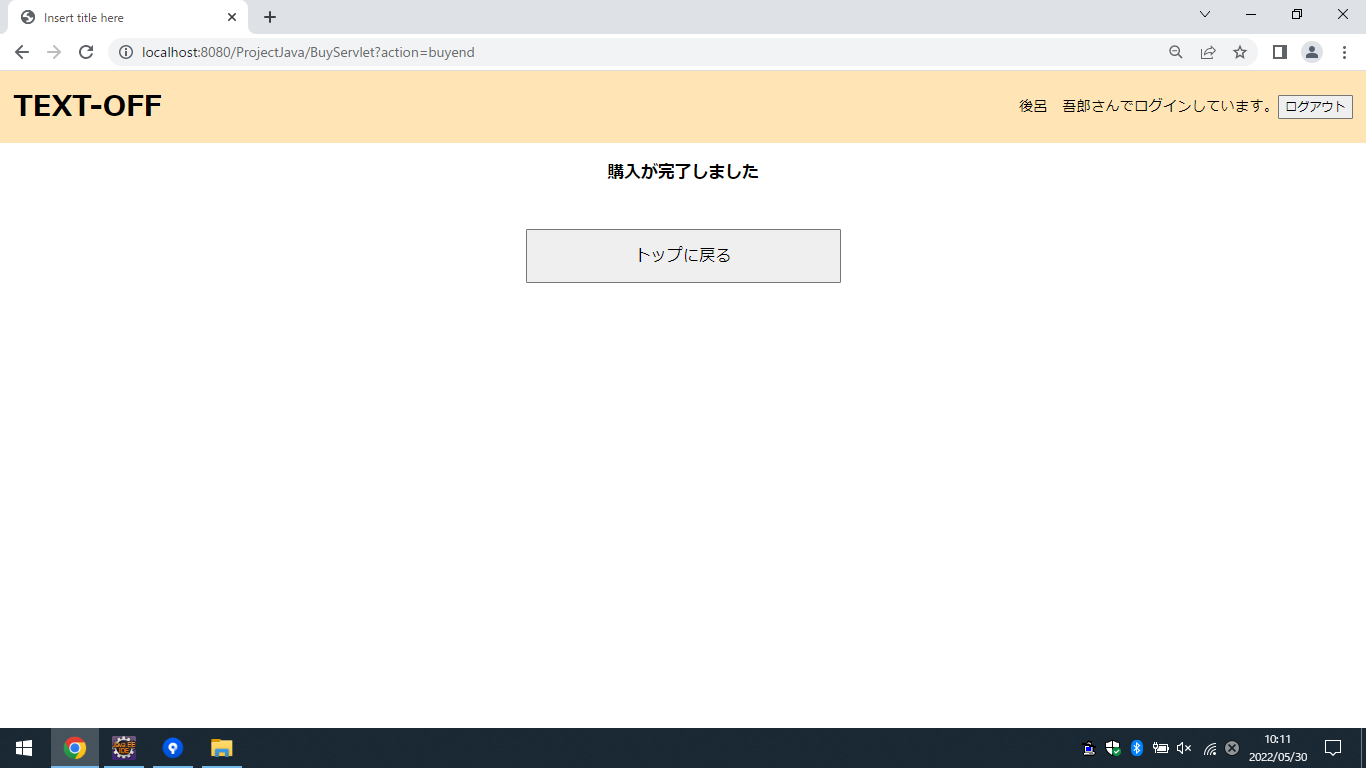 Insert title here
localhost:8080/ProjectJava/BuyServlet?action=buyend
TEXT-OFF
後呂　吾郎さんでログインしています。 ログアウト
購入が完了しました
トップに戻る
10:11
2022/05/30